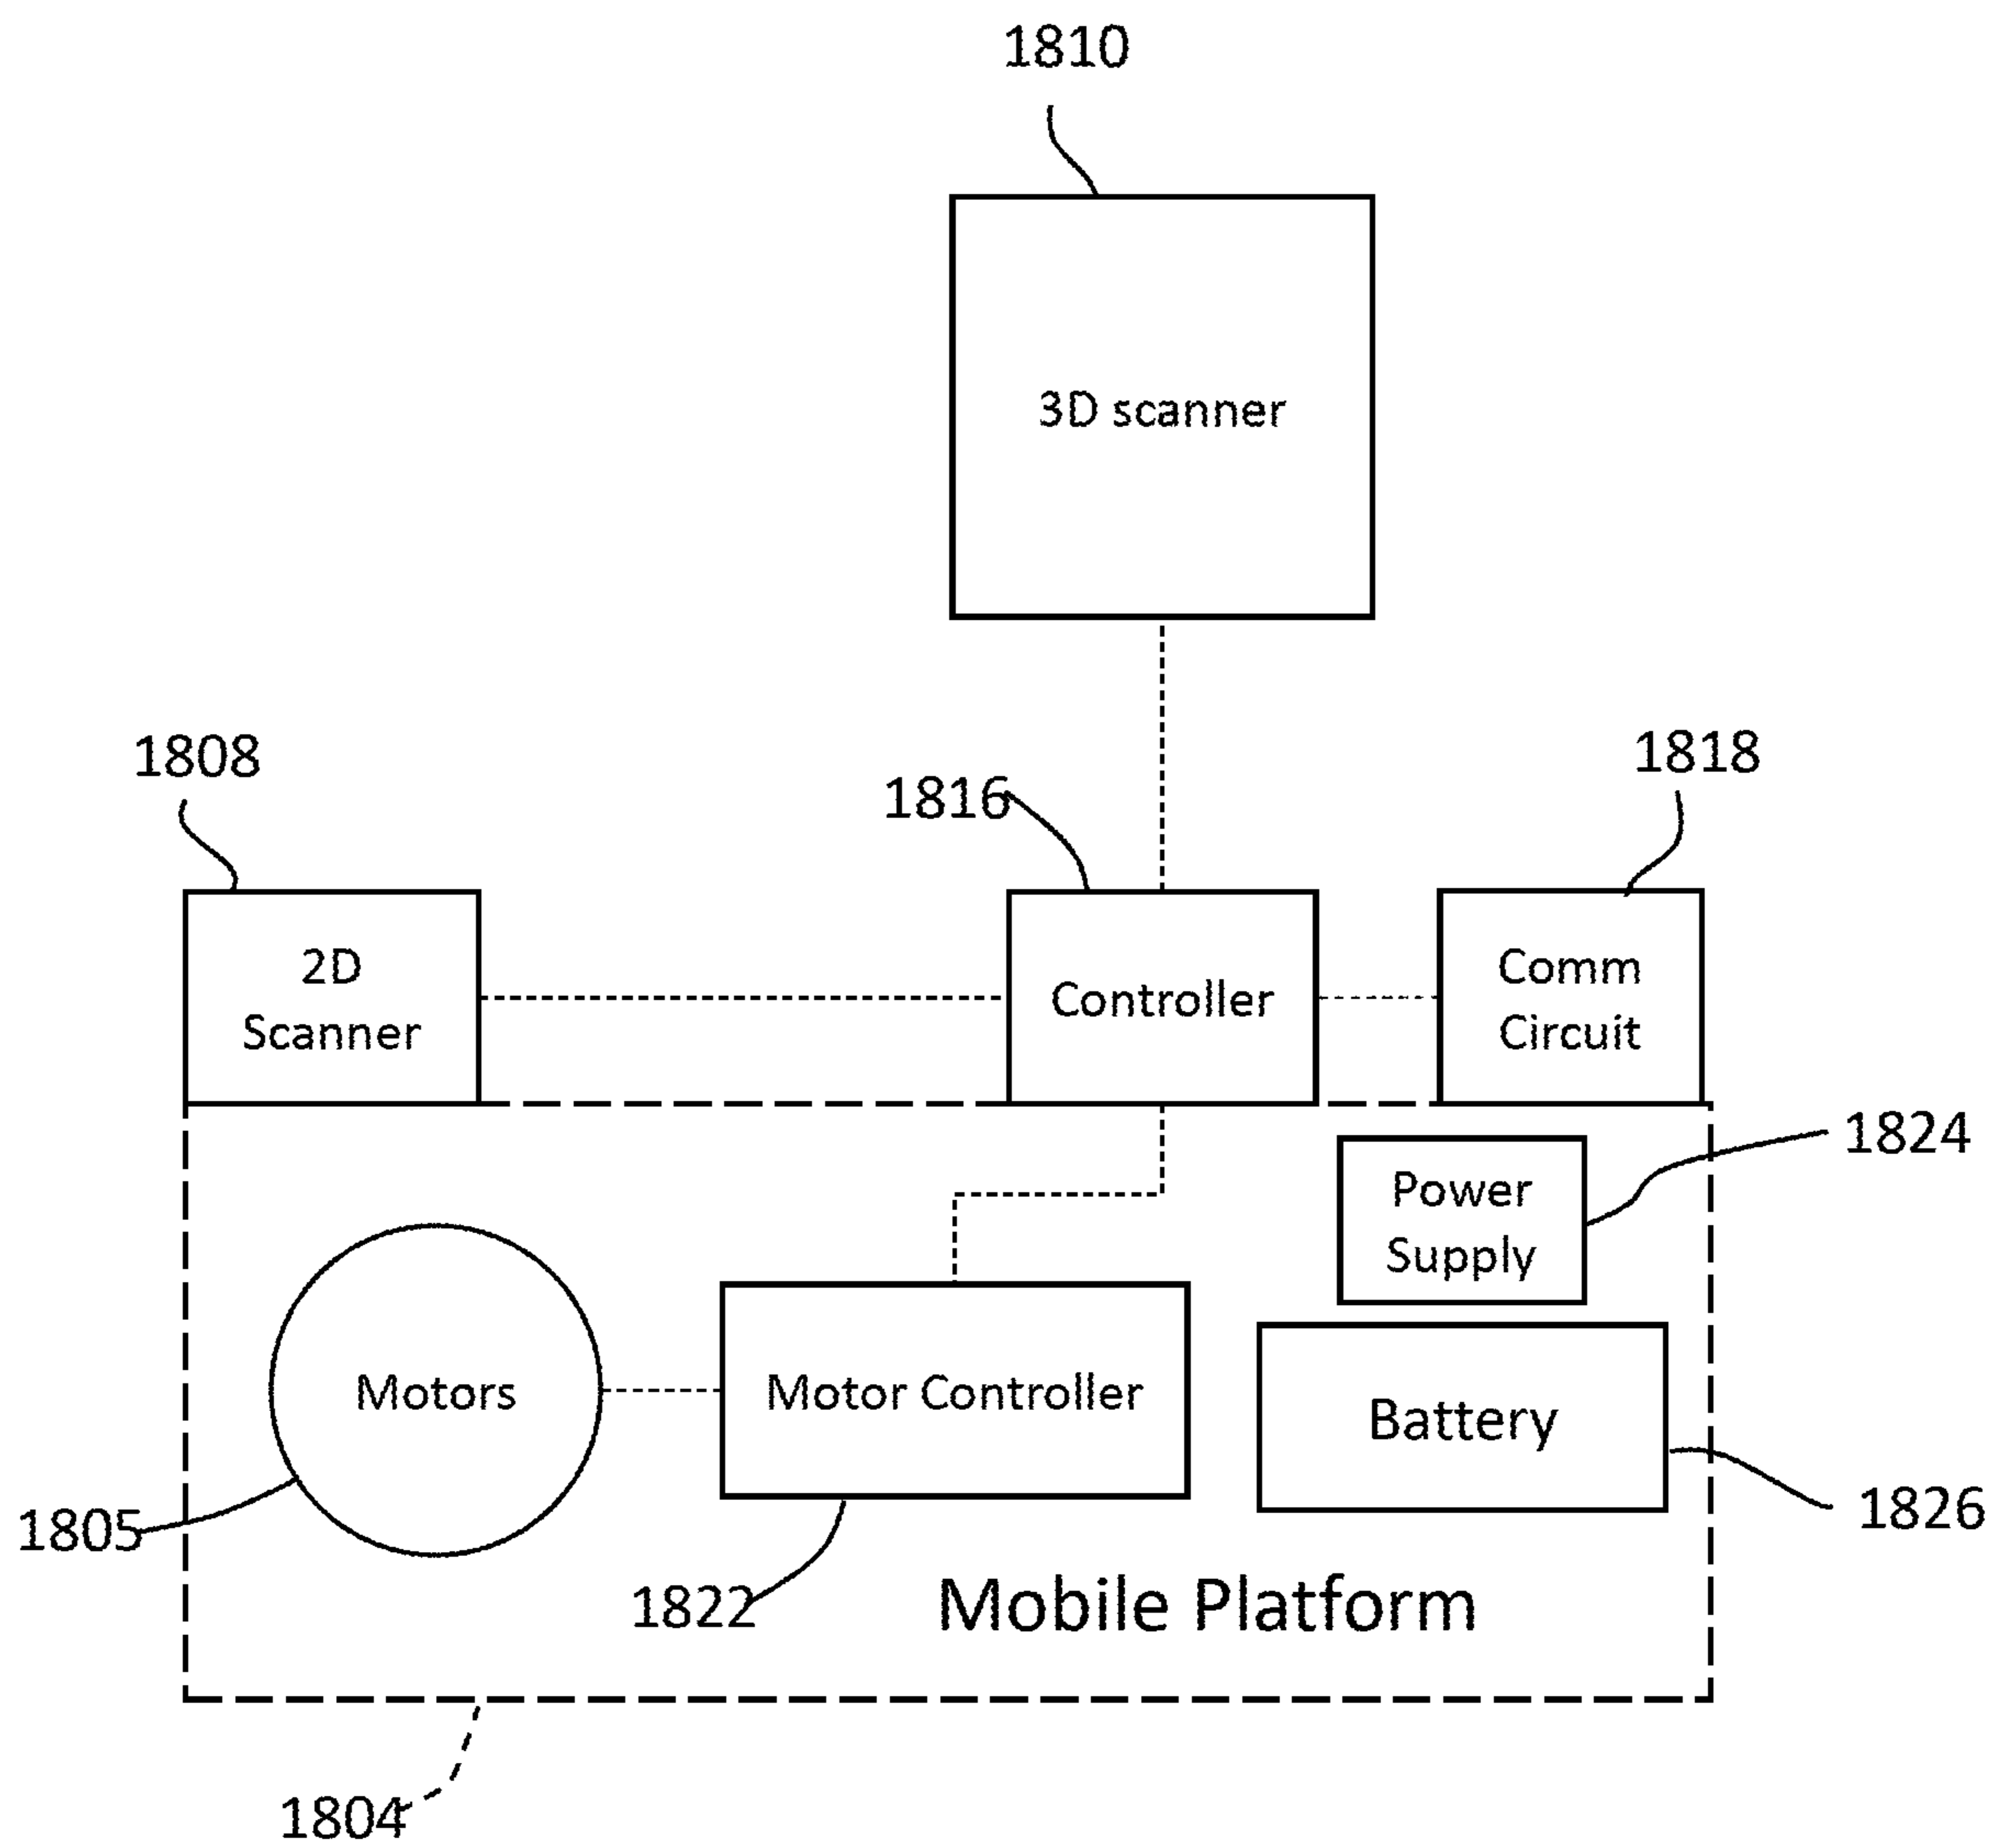 1810
3D scanner
1808
1816
1818
2D
Scanner
Controller
Comm
Circuit
1824
Power
Supply
Motors
Motor Controller
Battery
1805
1826
1822
Mobile Platform
1804